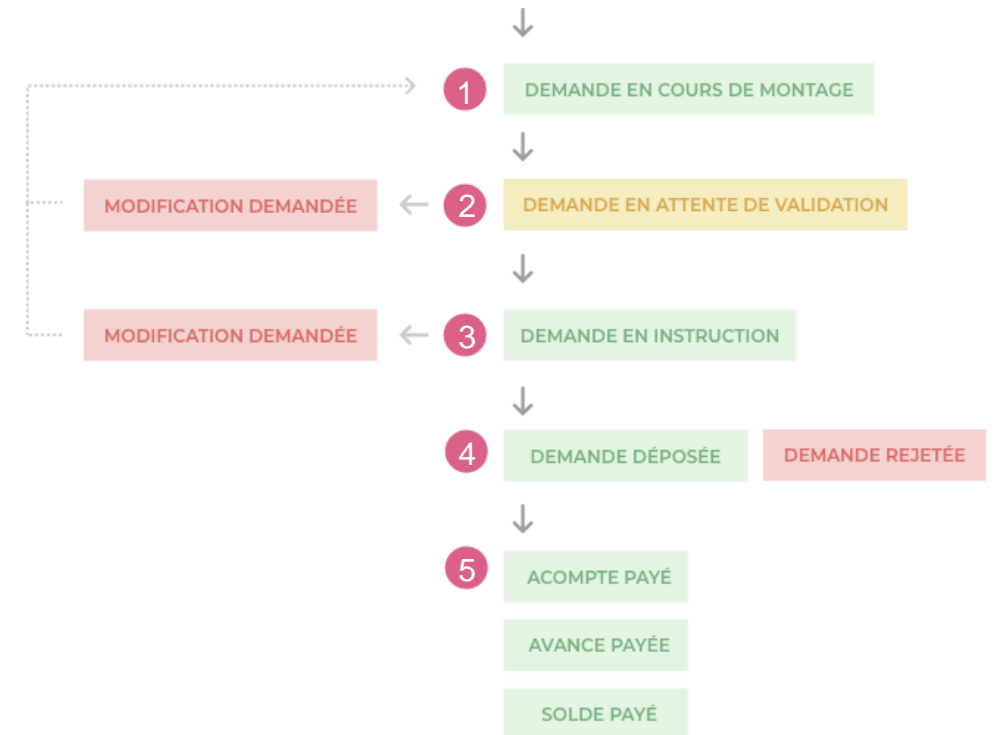 1 DEMANDE EN COURS DE MONTAGE
MODIFICATION DEMANDÉE 2 DEMANDE EN ATTENTE DE VALIDATION
MODIFICATION DEMANDÉE 3 DEMANDE EN INSTRUCTION
4 DEMANDE DÉPOSÉE DEMANDE REJETÉE
5 ACOMPTE PAYÉ
AVANCE PAYÉE
SOLDE PAYÉ